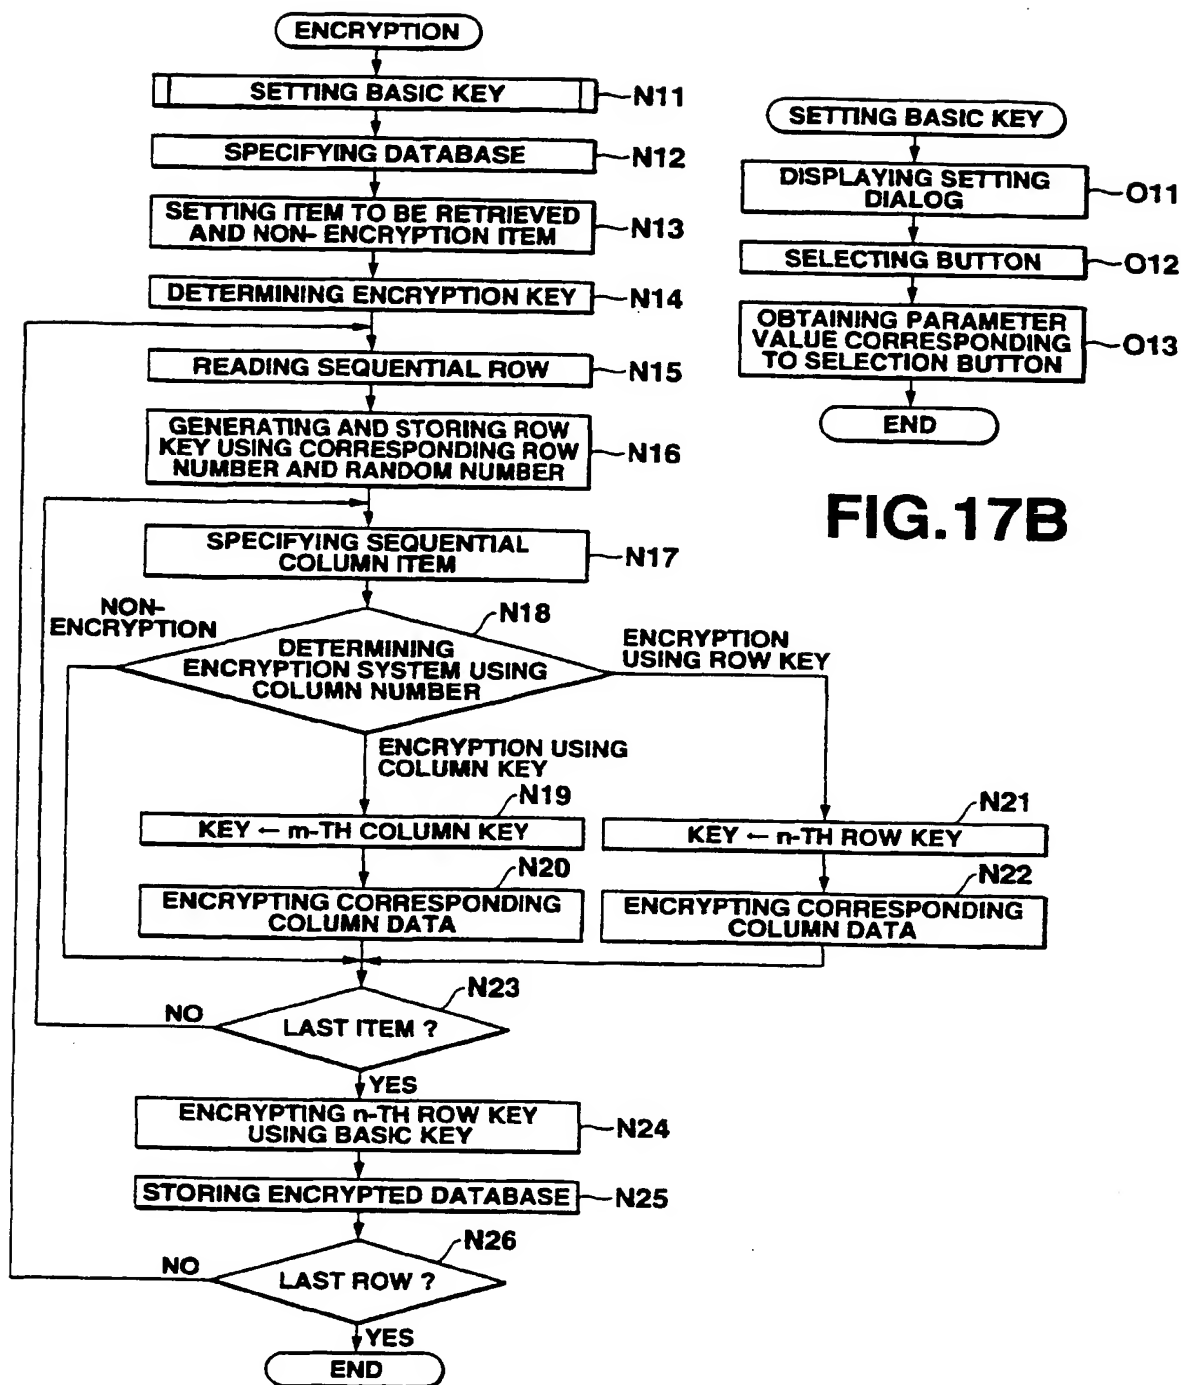 ENCRYPTION
SETTING BASIC KEY
N11
SPECIFYING DATABASE
N12
SETTING ITEM TO BE RETRIEVED
AND NON- ENCRYPTION ITEM
N13
DETERMINING ENCRYPTION KEY
N14
READING SEQUENTIAL ROW
N15
GENERATING AND STORING ROW
KEY USING CORRESPONDING ROW
NUMBER AND RANDOM NUMBER
N16
SPECIFYING SEQUENTIAL
COLUMN ITEM
N17
NON-
ENCRYPTION
N18
DETERMINING
ENCRYPTION SYSTEM USING
COLUMN NUMBER
ENCRYPTION
USING ROW KEY
ENCRYPTION USING
COLUMN KEY
N19
KEY ← m-TH COLUMN KEY
N20
ENCRYPTING CORRESPONDING
COLUMN DATA
N21
KEY ← n-TH ROW KEY
N22
ENCRYPTING CORRESPONDING
COLUMN DATA
N23
NO
LAST ITEM ?
YES
ENCRYPTING n-TH ROW KEY
USING BASIC KEY
N24
STORING ENCRYPTED DATABASE
N25
N26
NO
LAST ROW ?
YES
END
SETTING BASIC KEY
DISPLAYING SETTING
DIALOG
O11
SELECTING BUTTON
O12
OBTAINING PARAMETER
VALUE CORRESPONDING
TO SELECTION BUTTON
O13
END
FIG.17B